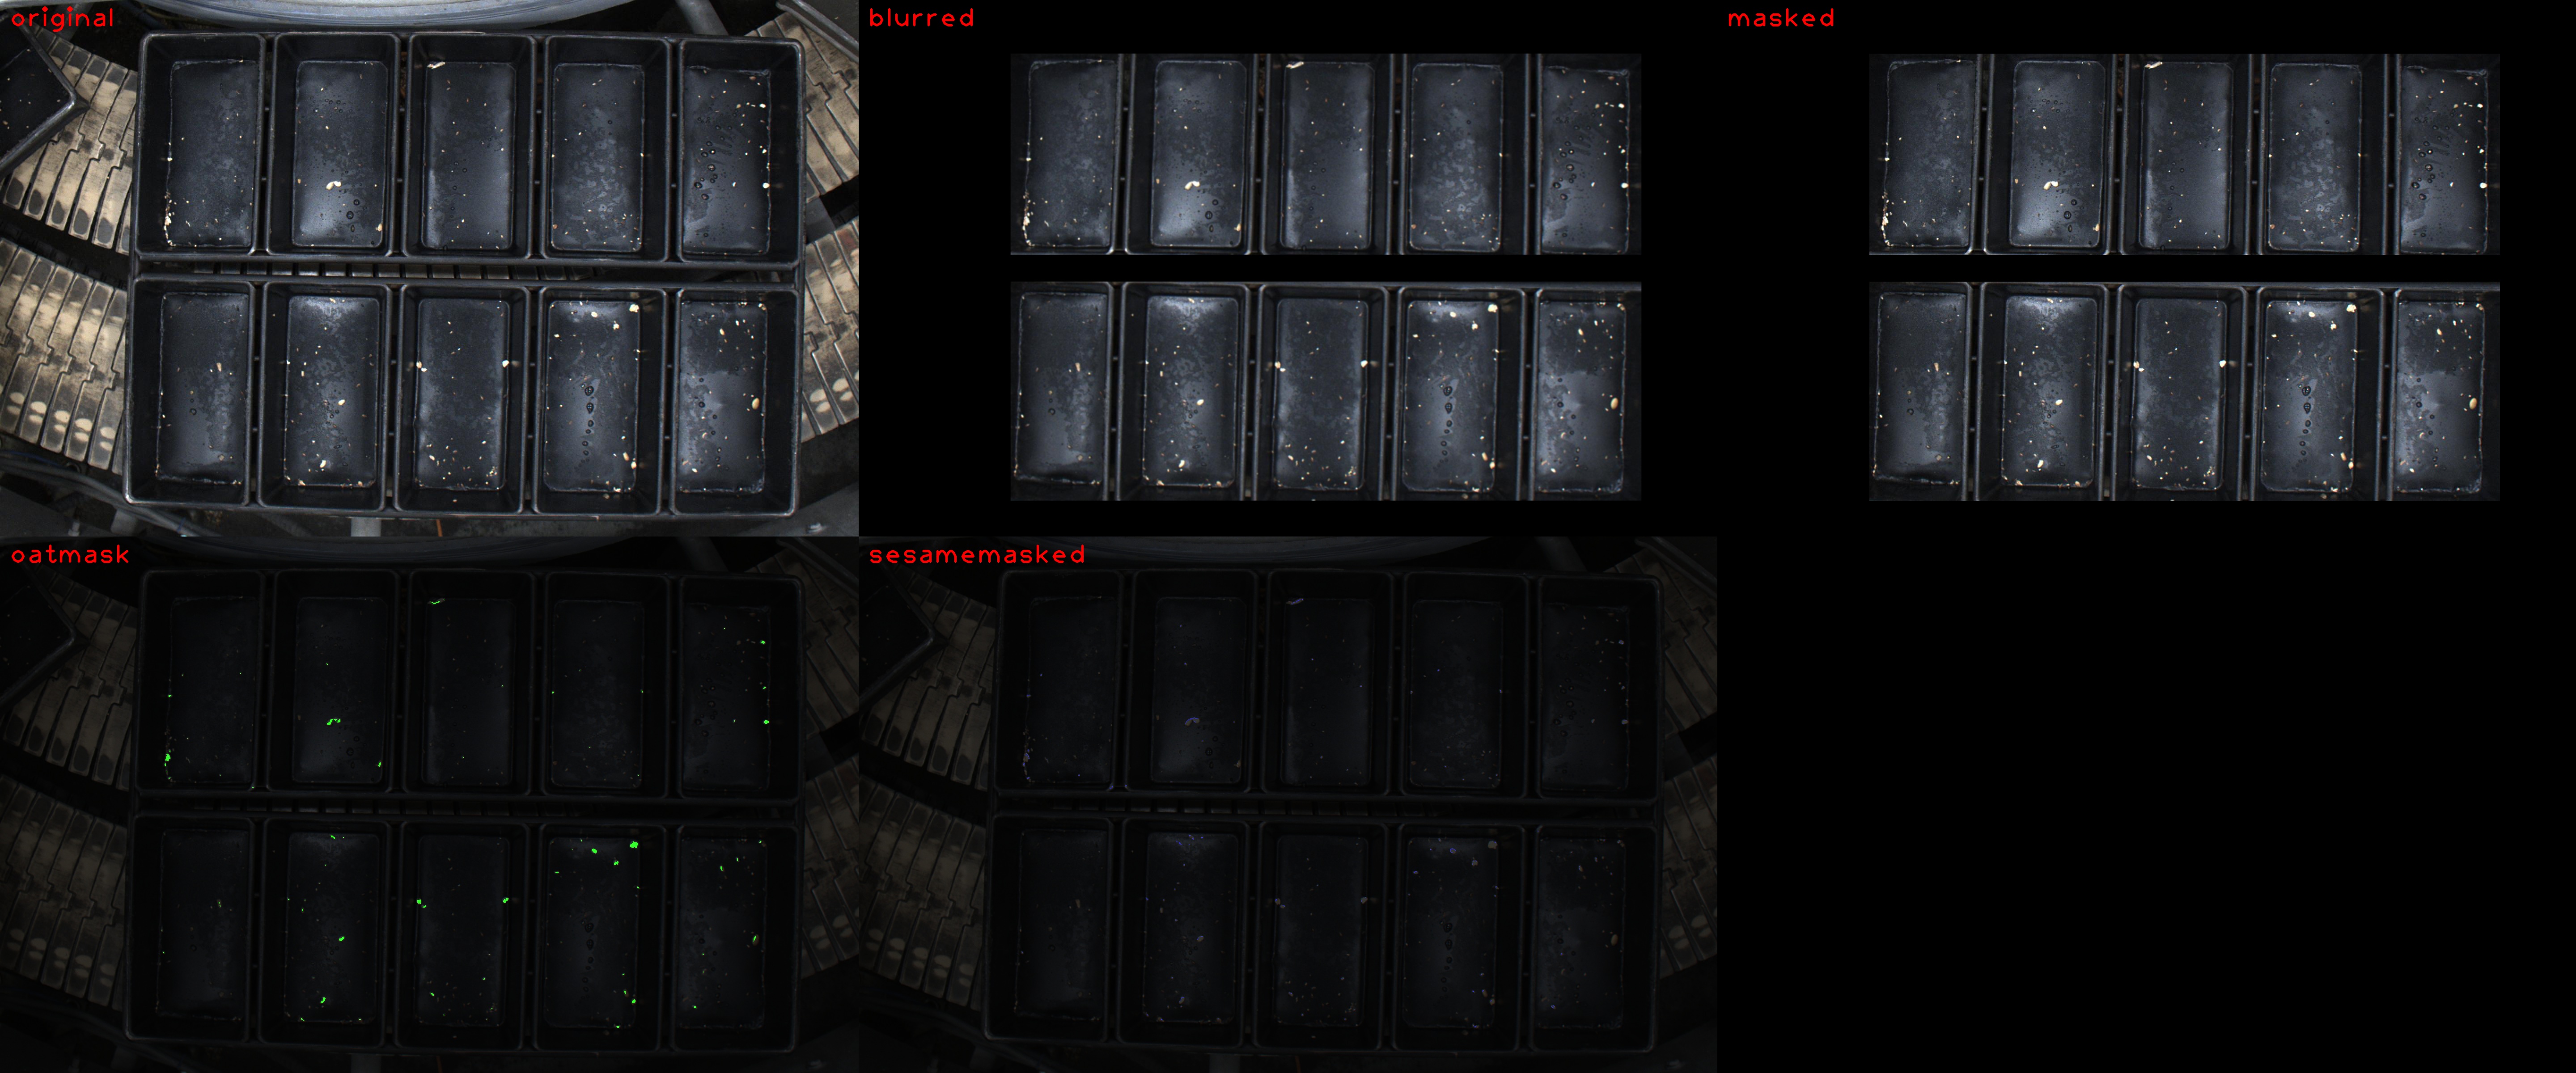 original
blurred
masked
oatmask
sesamemasked